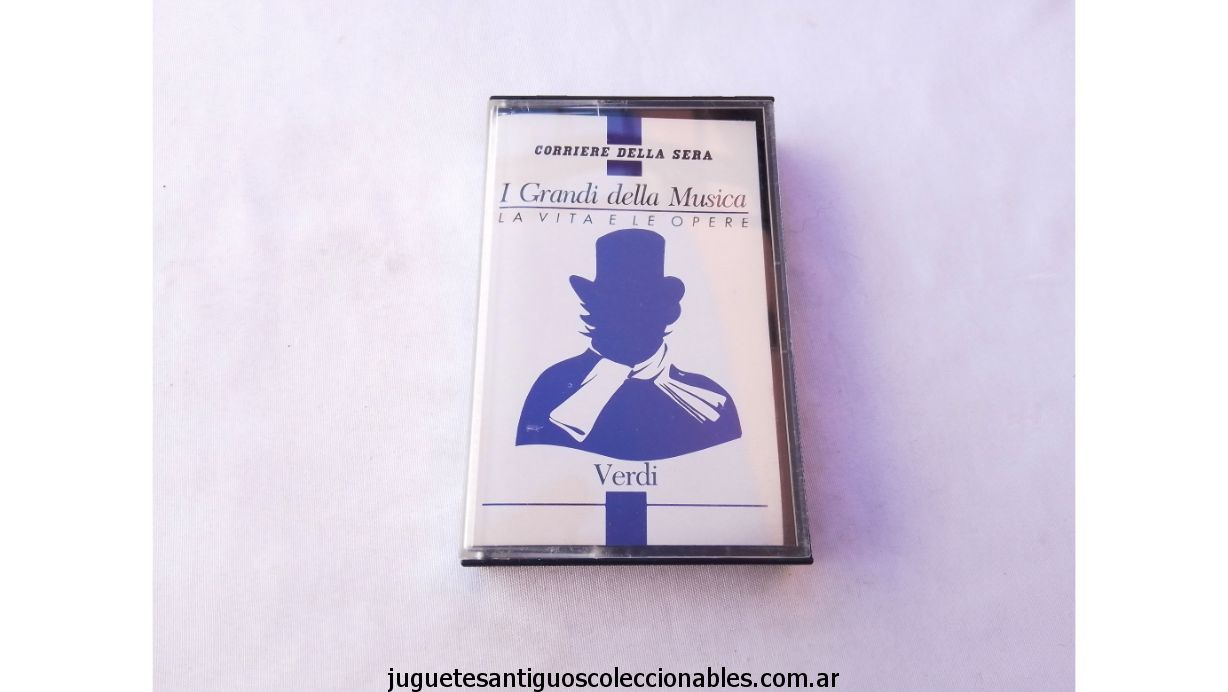 CORRIERE DELLA SERA
I Grandi della Musica
LA VITA E LE OPERE
Verdi
juguetesantiguoscoleccionables.com.ar